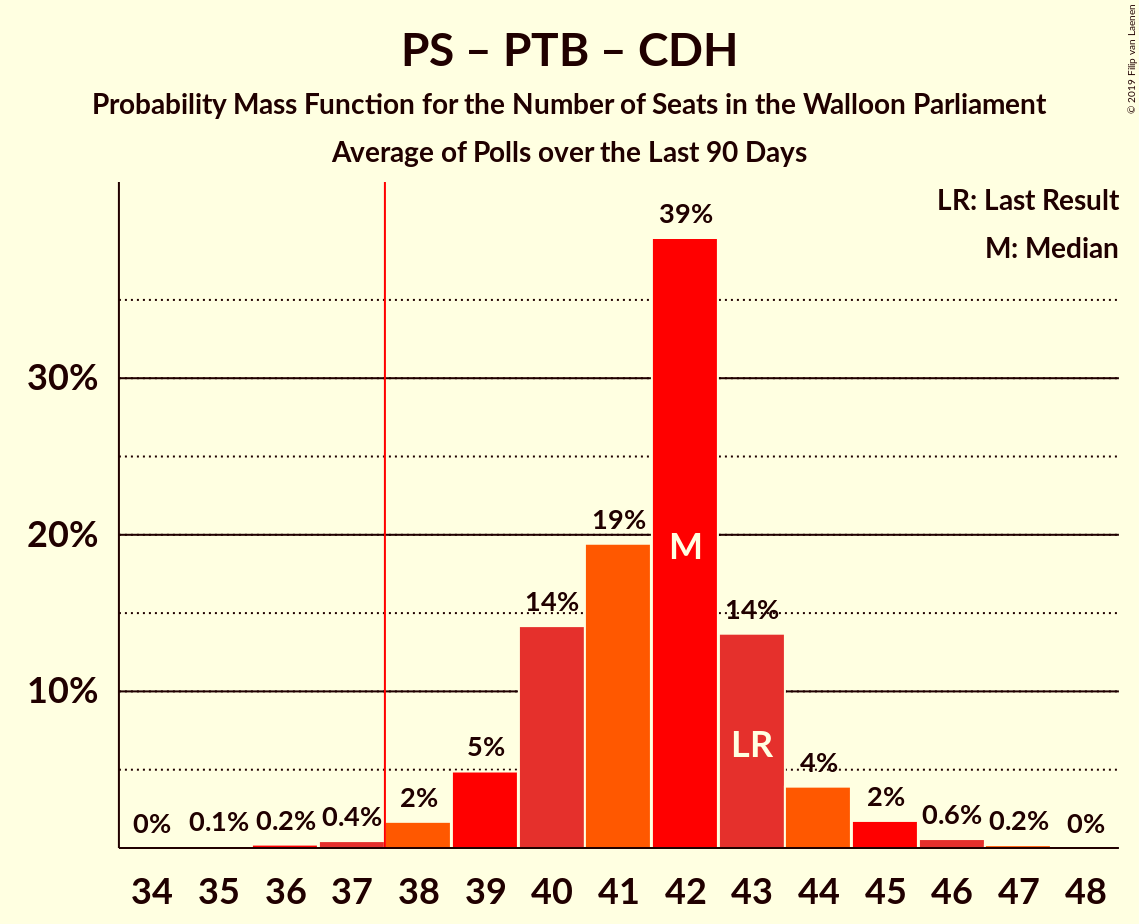 PS – PTB – CDH
Probability Mass Function for the Number of Seats in the Walloon Parliament
Average of Polls over the Last 90 Days
© 2019 Filip van Laenen
LR: Last Result
M: Median
30%
20%
10%
0%
0.1%
0.2%
0.4%
2%
5%
14%
19%
39%
14%
4%
2%
0.6%
0.2%
0%
M
LR
34 35 36 37 38 39 40 41 42 43 44 45 46 47 48